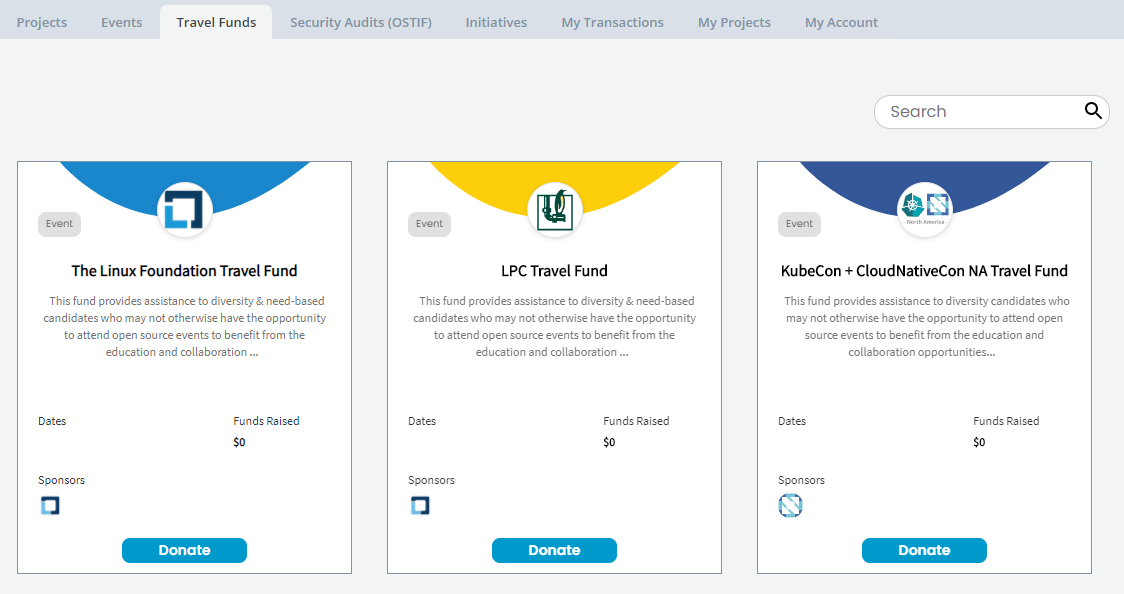 Projects Events Travel Funds Security Audits (OSTIF) Initiatives My Transactions My Projects My Account
Search
Event
The Linux Foundation Travel Fund
This fund provides assistance to diversity & need-based
candidates who may not otherwise have the opportunity
to attend open source events to benefit from the
education and collaboration ...
Dates Funds Raised
$0
Sponsors
Donate
Event
LPC Travel Fund
This fund provides assistance to diversity & need-based
candidates who may not otherwise have the opportunity
to attend open source events to benefit from the
education and collaboration ...
Dates Funds Raised
$0
Sponsors
Donate
North America
Event
KubeCon + CloudNativeCon NA Travel Fund
This fund provides assistance to diversity candidates who
may not otherwise have the opportunity to attend open
source events to benefit from the education and
collaboration opportunities...
Dates Funds Raised
$0
Sponsors
Donate